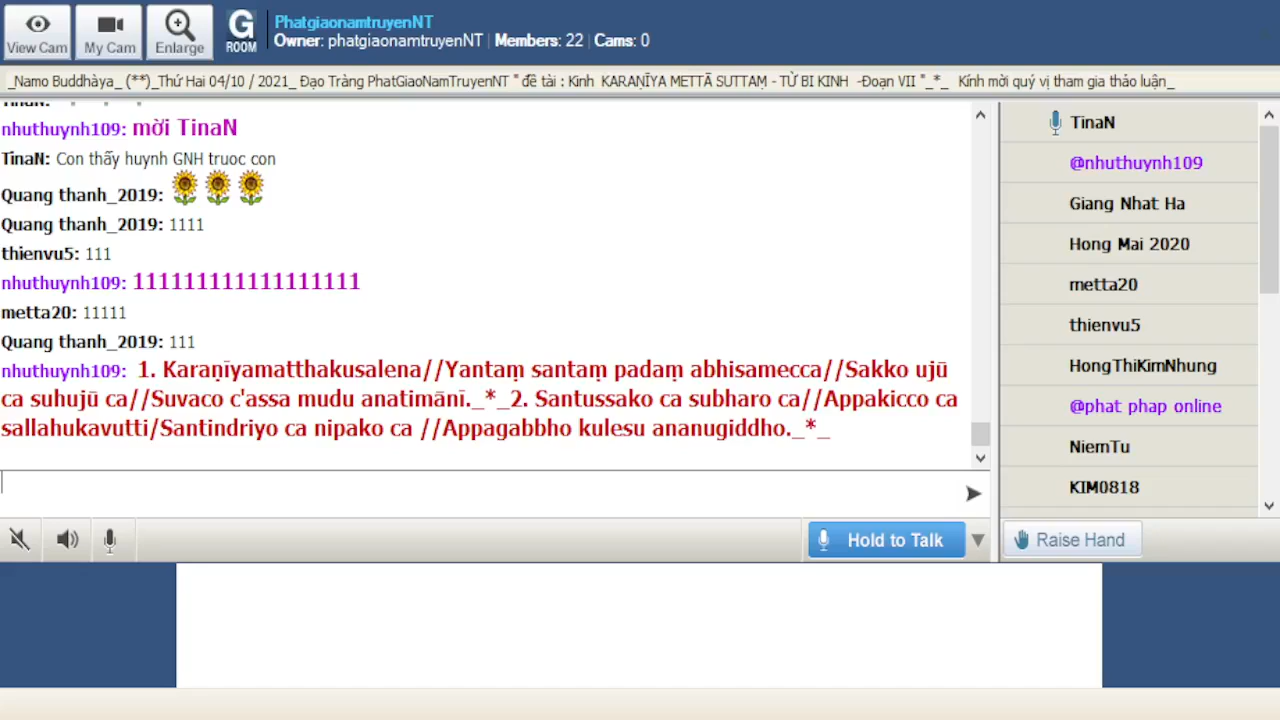 View Cam
My Cam
Enlarge
G
ROOM
PhatgiaonamtruyenNT
Owner: phatgiaonamtruyenNT | Members: 22 | Cams: 0
_Namo Buddhàya_ (**)_Thứ Hai 04/10 / 2021_ Đạo Tràng PhatGiaoNamTruyenNT " đề tài : Kinh KARAṆĪYA METTĀ SUTTAṂ - TỪ BI KINH -Đoạn VII "_*_ Kính mời quý vị tham gia thảo luận_
nhuthuynh109: mời TinaN
TinaN: Con thấy huynh GNH truoc con
Quang thanh_2019:
Quang thanh_2019: 1111
thienvu5: 111
nhuthuynh109: 111111111111111111
metta20: 11111
Quang thanh_2019: 111
nhuthuynh109: 1. Karaṇīyamatthakusalena//Yantaṃ santaṃ padaṃ abhisamecca//Sakko ujū
ca suhujū ca//Suvaco c'assa mudu anatimānī._*_2. Santussako ca subharo ca//Appakicco ca
sallahukavutti/Santindriyo ca nipako ca //Appagabbho kulesu ananugiddho._*_
TinaN
@nhuthuynh109
Giang Nhat Ha
Hong Mai 2020
metta20
thienvu5
HongThiKimNhung
@phat phap online
NiemTu
KIM0818
Hold to Talk
Raise Hand